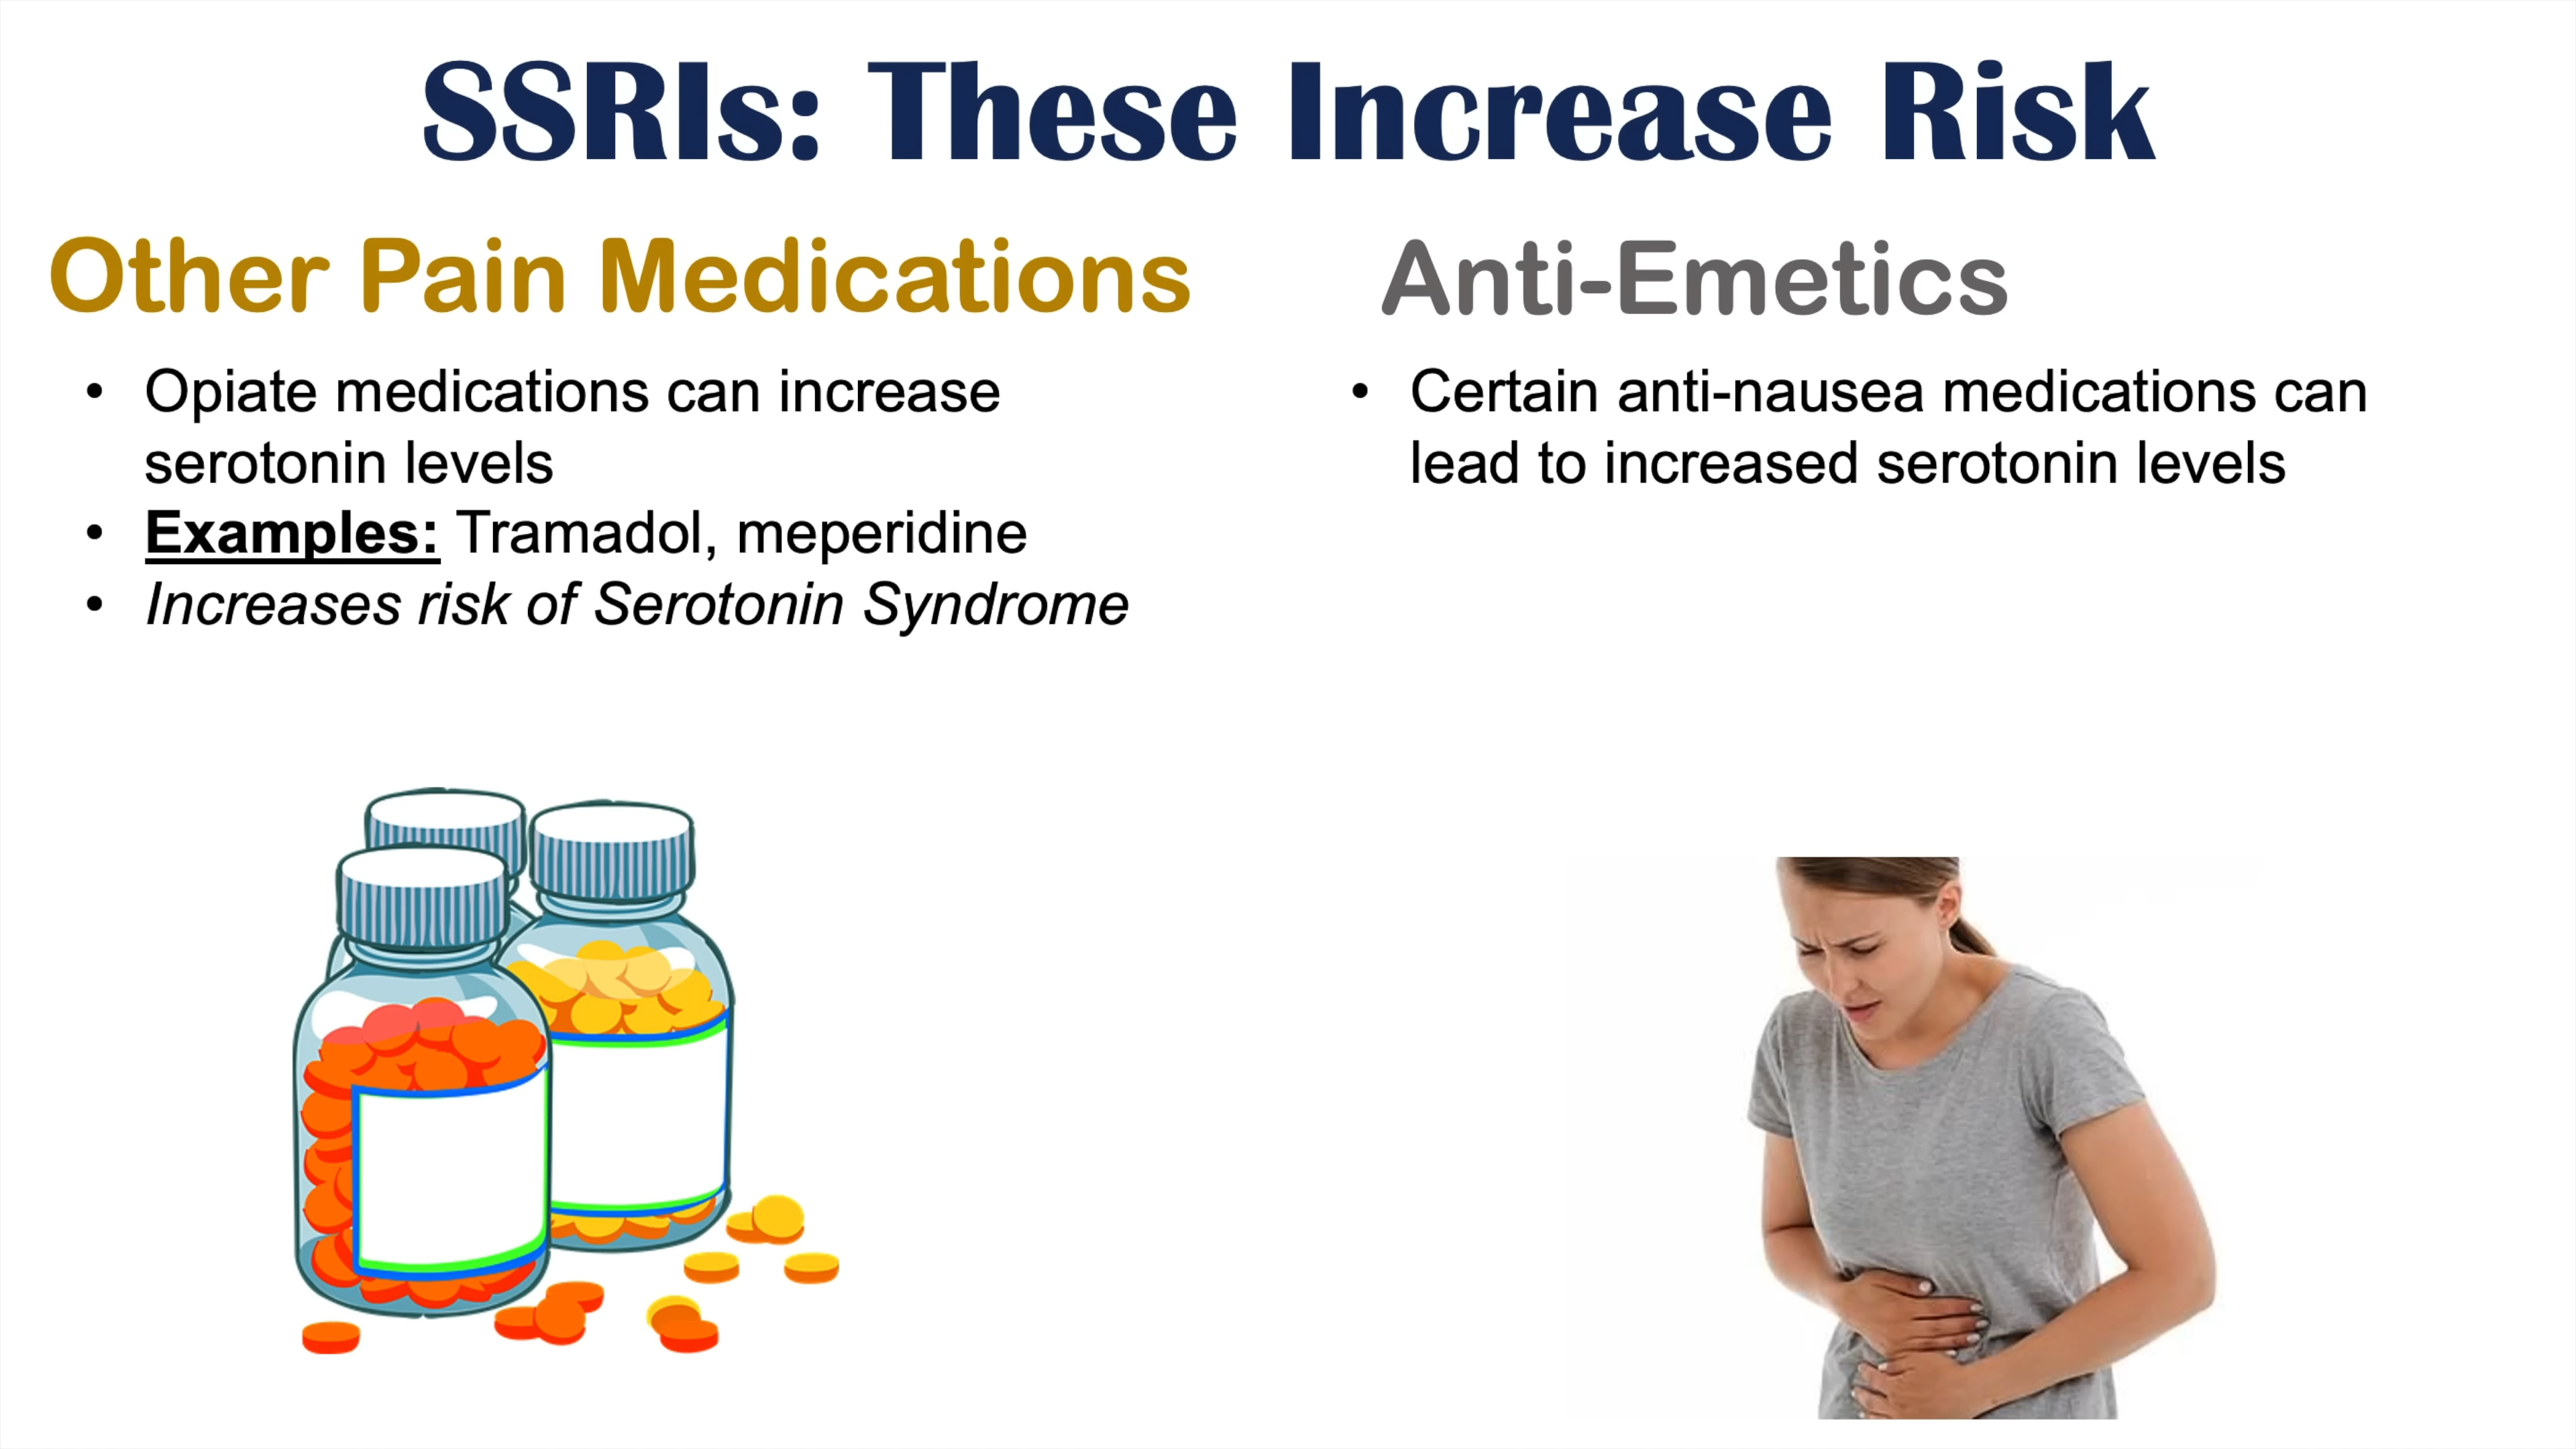 SSRIs: These Increase Risk
Other Pain Medications
• Opiate medications can increase
serotonin levels
• Examples: Tramadol, meperidine
• Increases risk of Serotonin Syndrome
Anti-Emetics
• Certain anti-nausea medications can
lead to increased serotonin levels